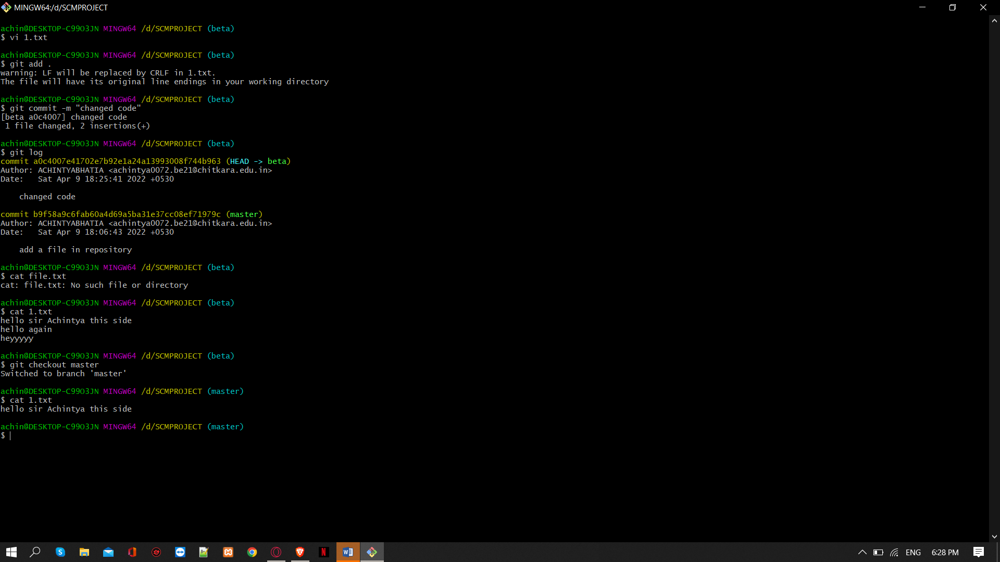 MINGW64:/d/SCMPROJECT
achin@DESKTOP-C99O3JN MINGW64 /d/SCMPROJECT (beta)
$ vi 1.txt
achin@DESKTOP-C99O3JN MINGW64 /d/SCMPROJECT (beta)
$ git add .
warning: LF will be replaced by CRLF in 1.txt.
The file will have its original line endings in your working directory
achin@DESKTOP-C99O3JN MINGW64 /d/SCMPROJECT (beta)
$ git commit -m "changed code"
[beta a0c4007] changed code
 1 file changed, 2 insertions(+)
achin@DESKTOP-C99O3JN MINGW64 /d/SCMPROJECT (beta)
$ git log
commit a0c4007e41702e7b92e1a24a13993008f744b963 (HEAD -> beta)
Author: ACHINTYABHATIA <achintya0072.be21@chitkara.edu.in>
Date:   Sat Apr 9 18:25:41 2022 +0530
    changed code
commit b9f58a9c6fab60a4d69a5ba31e37cc08ef71979c (master)
Author: ACHINTYABHATIA <achintya0072.be21@chitkara.edu.in>
Date:   Sat Apr 9 18:06:43 2022 +0530
    add a file in repository
achin@DESKTOP-C99O3JN MINGW64 /d/SCMPROJECT (beta)
$ cat file.txt
cat: file.txt: No such file or directory
achin@DESKTOP-C99O3JN MINGW64 /d/SCMPROJECT (beta)
$ cat 1.txt
hello sir Achintya this side
hello again
heyyyyy
achin@DESKTOP-C99O3JN MINGW64 /d/SCMPROJECT (beta)
$ git checkout master
Switched to branch 'master'
achin@DESKTOP-C99O3JN MINGW64 /d/SCMPROJECT (master)
$ cat 1.txt
hello sir Achintya this side
achin@DESKTOP-C99O3JN MINGW64 /d/SCMPROJECT (master)
$
ENG 6:28 PM